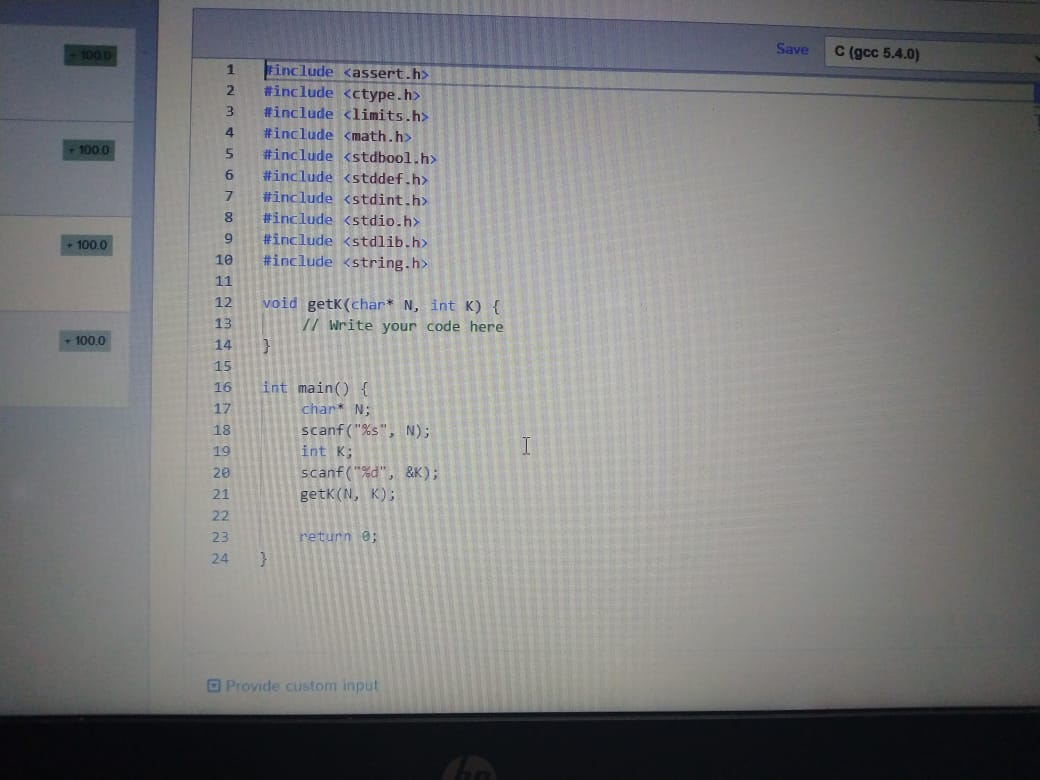 + 100.0
+ 100.0
+ 100.0
+ 100.0
Save C (gcc 5.4.0)
1 #include <assert.h>
2 #include <ctype.h>
3 #include <limits.h>
4 #include <math.h>
5 #include <stdbool.h>
6 #include <stddef.h>
7 #include <stdint.h>
8 #include <stdio.h>
9 #include <stdlib.h>
10 #include <string.h>
11
12 void getK(char* N, int K) {
13 // Write your code here
14 }
15
16 int main() {
17 char* N;
18 scanf("%s", N);
19 int K;
20 scanf("%d", &K);
21 getK(N, K);
22
23 return 0;
24 }
Provide custom input
hp